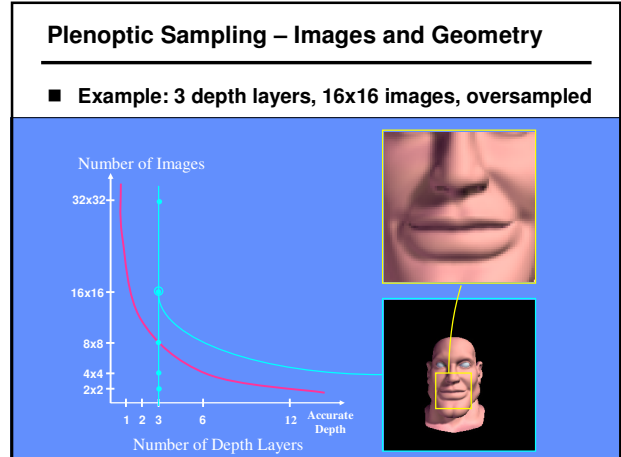 Plenoptic Sampling – Images and Geometry
■ Example: 3 depth layers, 16x16 images, oversampled
Number of Images
32x32
16x16
8x8
4x4
2x2
1 2 3 6 12 Accurate
Depth
Number of Depth Layers